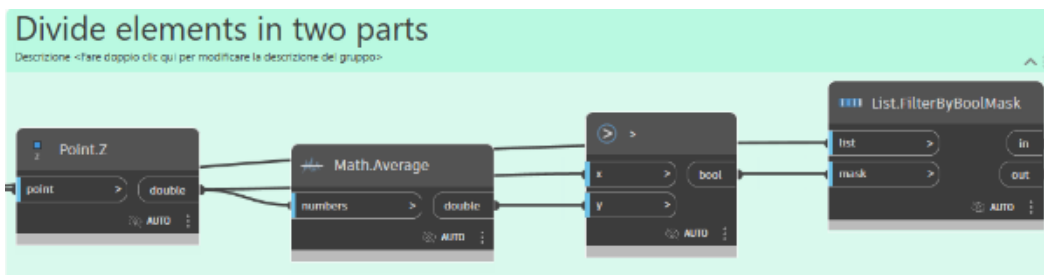 Divide elements in two parts
Descrizione <Fare doppio clic qui per modificare la descrizione del gruppo>
List.FilterByBoolMask
list > in
mask > out
AUTO
> >
x > bool
y >
AUTO
Math.Average
numbers > double
AUTO
Z Point.Z
point > double
AUTO